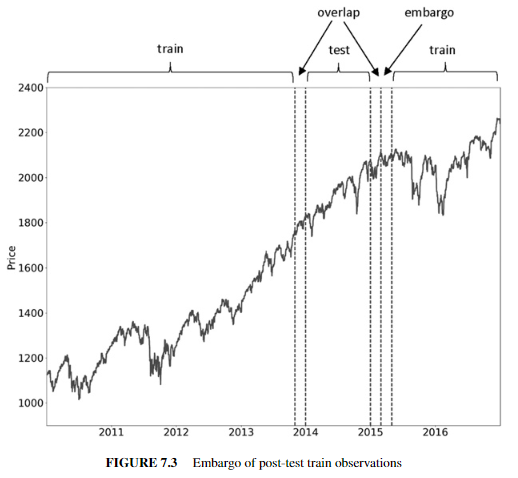 overlap embargo
train test train
2400
2200
2000
1800
1600
1400
1200
1000
Price
2011 2012 2013 2014 2015 2016
FIGURE 7.3 Embargo of post-test train observations